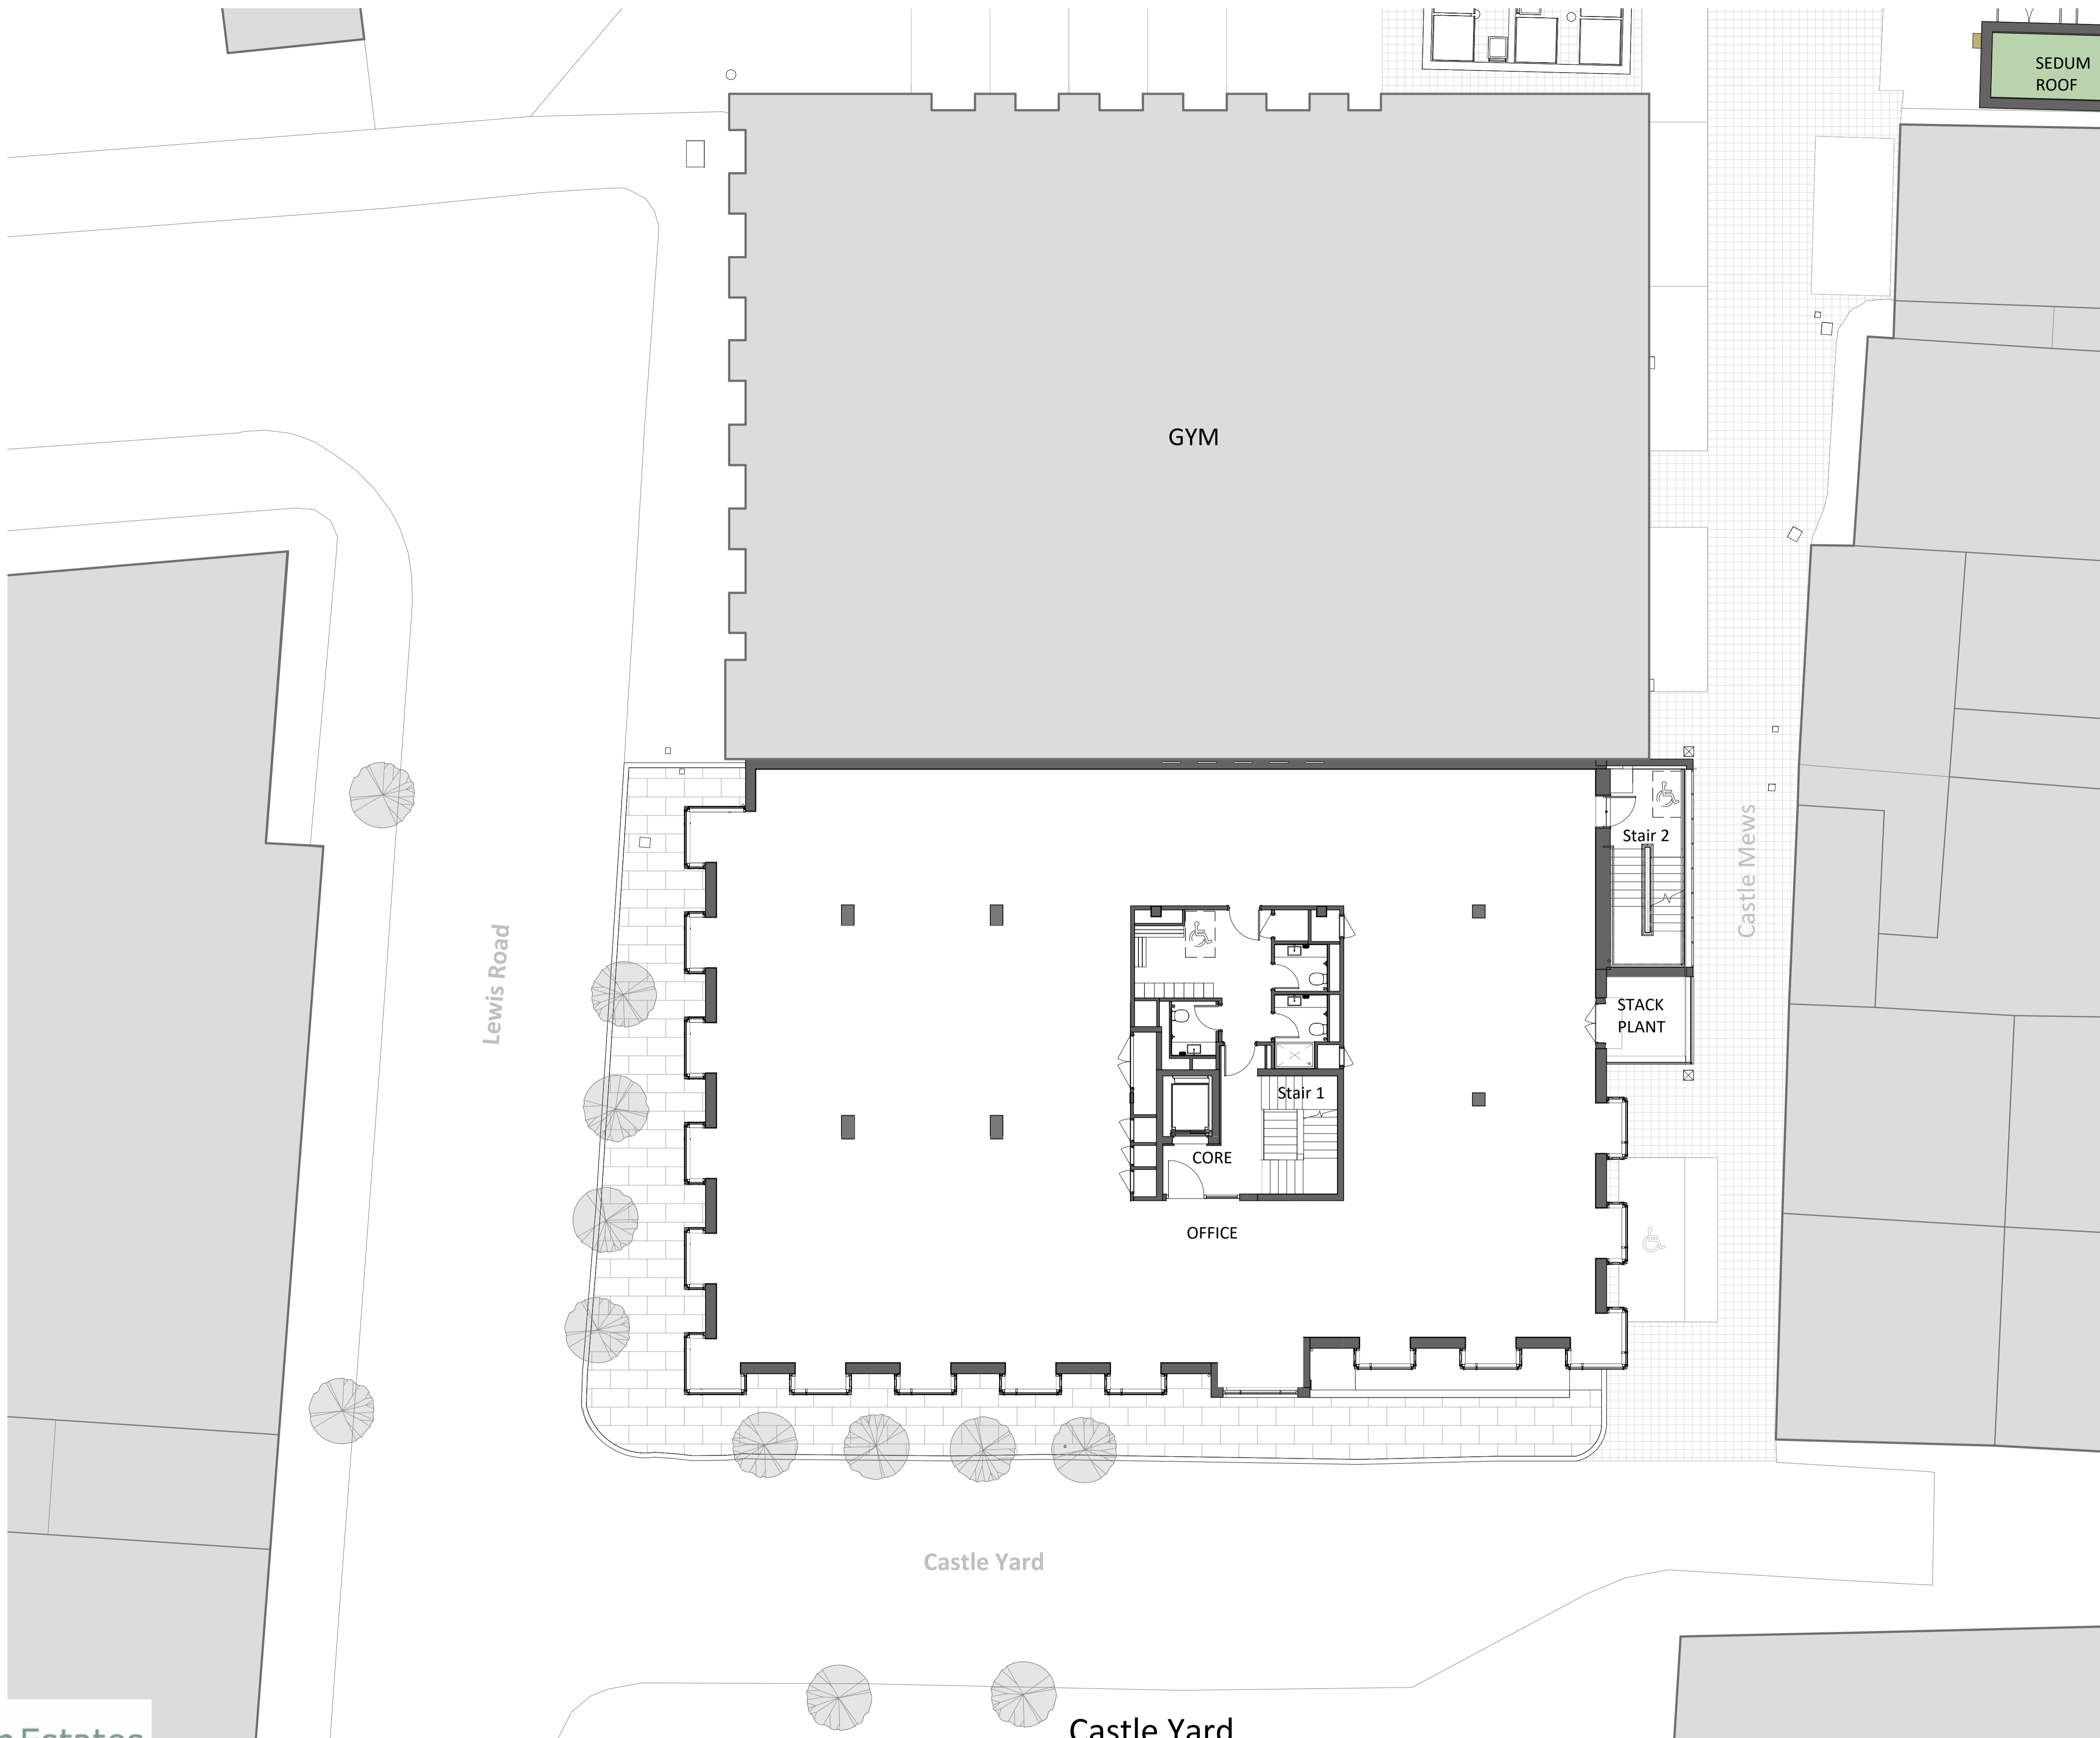 SEDUM
ROOF
GYM
Stair 2
Castle Mews
Lewis Road
STACK
PLANT
Stair 1
CORE
OFFICE
Castle Yard
Castle Yard
Estates